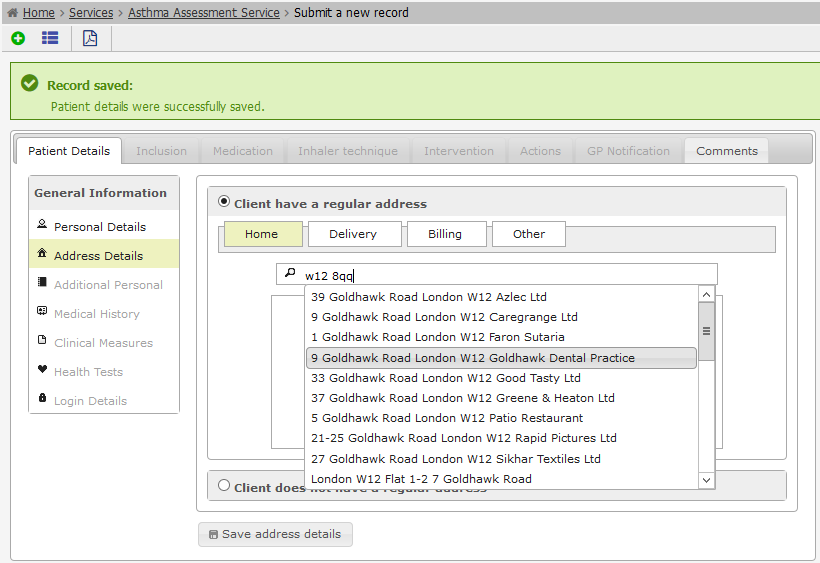 Home > Services > Asthma Assessment Service > Submit a new record
Record saved:
Patient details were successfully saved.
Patient Details Inclusion Medication Inhaler technique Intervention Actions GP Notification Comments
General Information
Personal Details
Address Details
Additional Personal
Medical History
Clinical Measures
Health Tests
Login Details
Client have a regular address
Home Delivery Billing Other
w12 8qq
39 Goldhawk Road London W12 Azlec Ltd
9 Goldhawk Road London W12 Caregrange Ltd
1 Goldhawk Road London W12 Faron Sutaria
9 Goldhawk Road London W12 Goldhawk Dental Practice
33 Goldhawk Road London W12 Good Tasty Ltd
37 Goldhawk Road London W12 Greene & Heaton Ltd
5 Goldhawk Road London W12 Patio Restaurant
21-25 Goldhawk Road London W12 Rapid Pictures Ltd
27 Goldhawk Road London W12 Sikhar Textiles Ltd
London W12 Flat 1-2 7 Goldhawk Road
Client does not have a regular address
Save address details